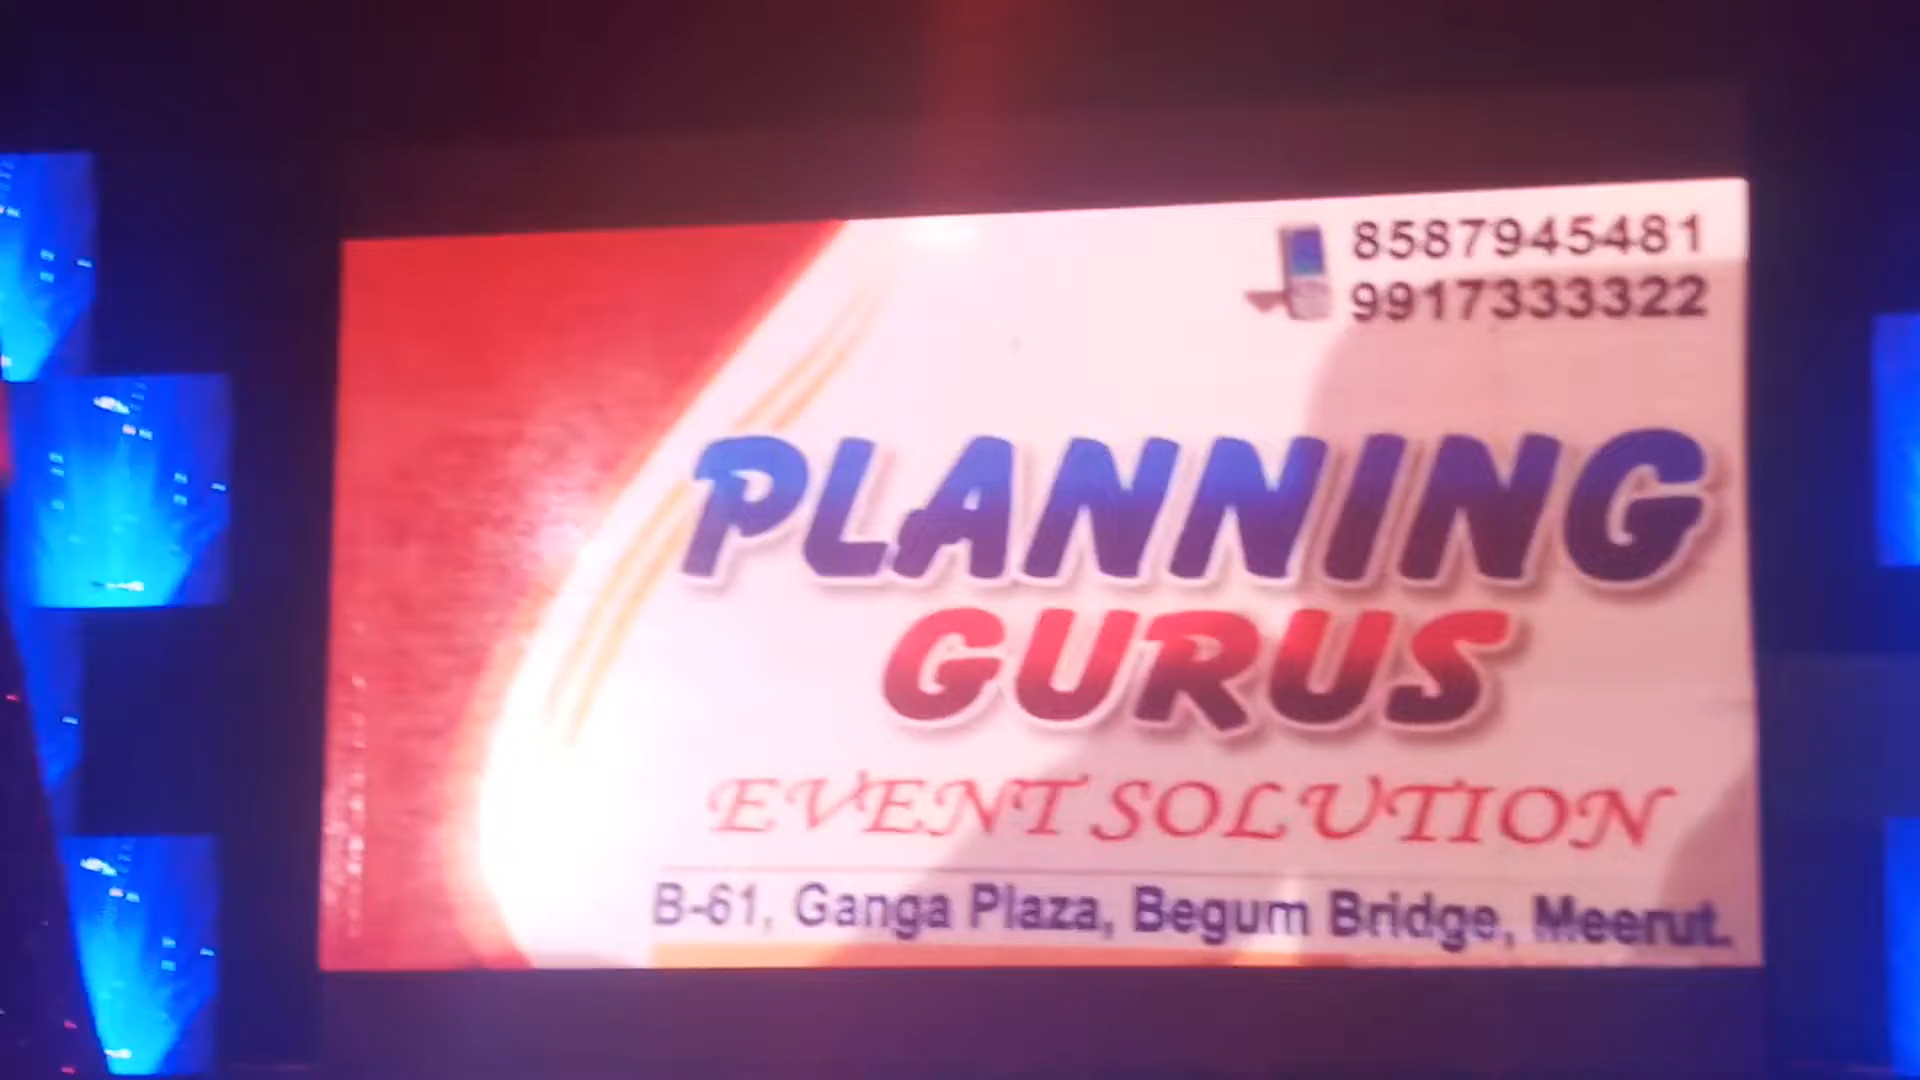 8587945481
9917333322
PLANNING
GURUS
EVENT SOLUTION
B-61, Ganga Plaza, Begum Bridge, Meerut.